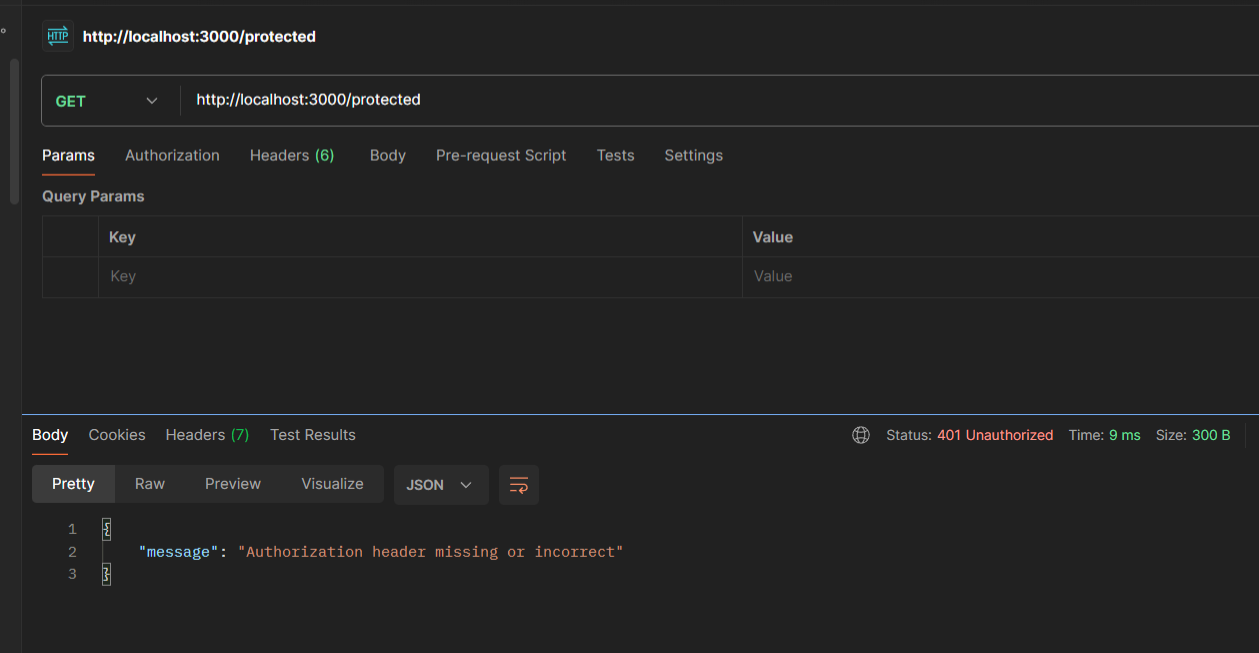 HTTP http://localhost:3000/protected
GET http://localhost:3000/protected
Params Authorization Headers (6) Body Pre-request Script Tests Settings
Query Params
Key Value
Key Value
Body Cookies Headers (7) Test Results Status: 401 Unauthorized Time: 9 ms Size: 300 B
Pretty Raw Preview Visualize JSON
1 {
2 "message": "Authorization header missing or incorrect"
3 }